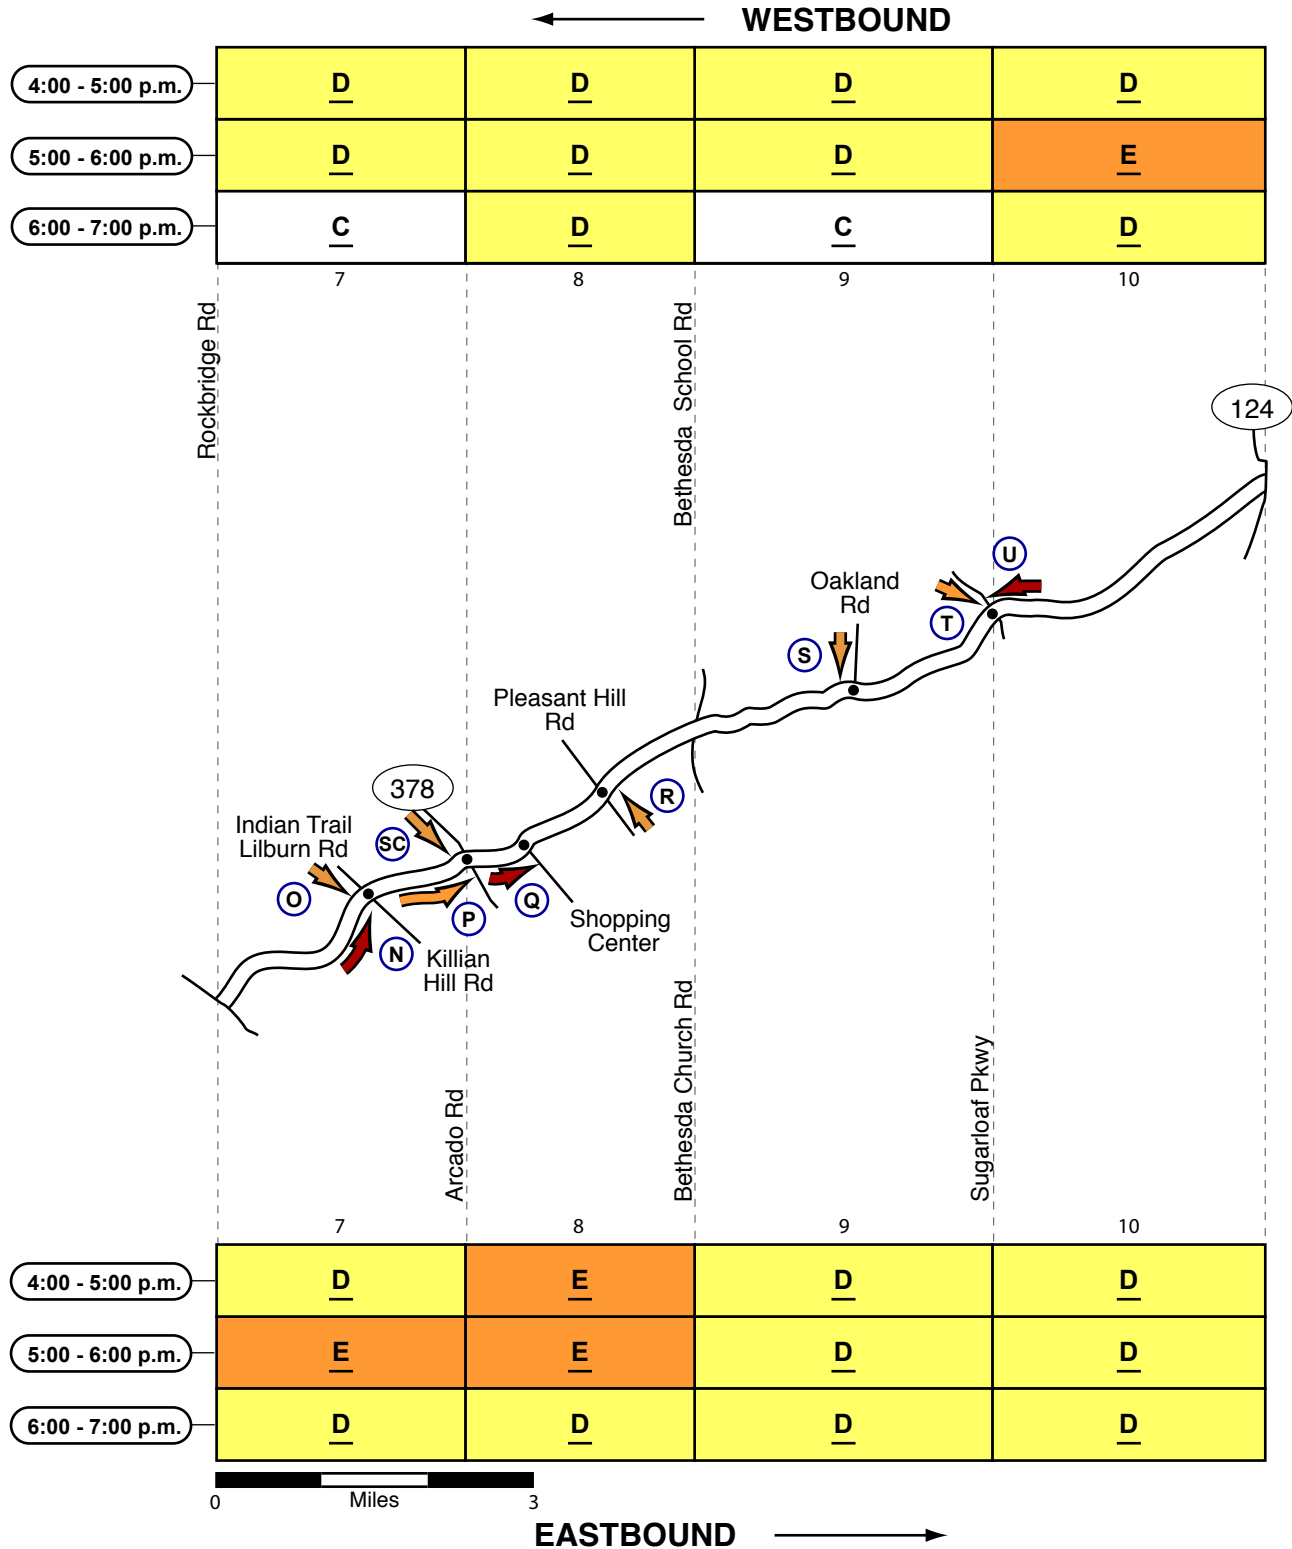 WESTBOUND
4:00 - 5:00 p.m. D D D D
5:00 - 6:00 p.m. D D D E
6:00 - 7:00 p.m. C D C D
7 8 9 10
Rockbridge Rd
Bethesda School Rd
124
U
Oakland
Rd
T
S
Pleasant Hill
Rd
378
R
Indian Trail
Lilburn Rd
SC
O
P
Q
Shopping
Center
N
Killian
Hill Rd
Arcado Rd
Bethesda Church Rd
Sugarloaf Pkwy
7 8 9 10
4:00 - 5:00 p.m. D E D D
5:00 - 6:00 p.m. E E D D
6:00 - 7:00 p.m. D D D D
0 Miles 3
EASTBOUND